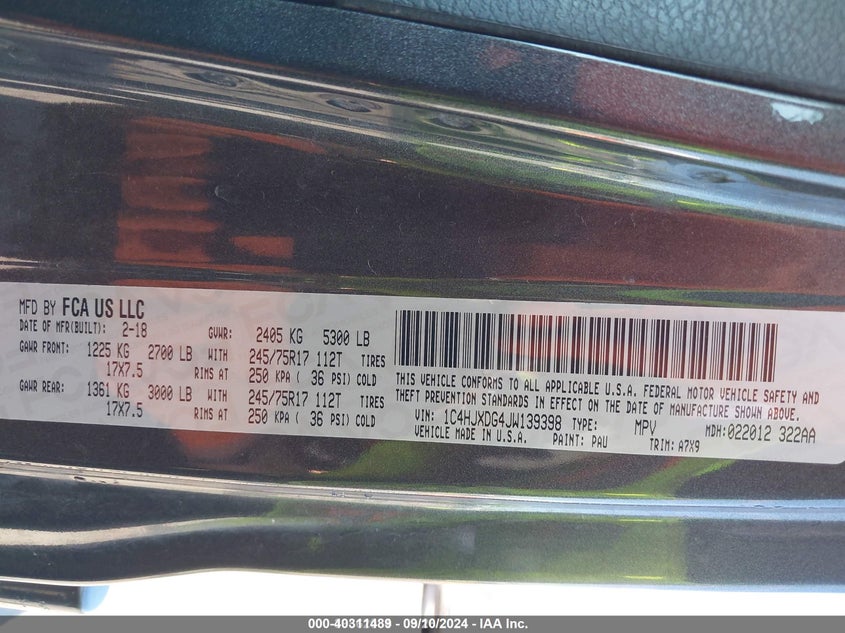 MFD BY FCA US LLC
DATE OF MFR(BUILT): 2-18 GVWR: 2405 KG 5300 LB
GAWR FRONT: 1225 KG 2700 LB WITH 245/75R17 112T TIRES
17X7.5 RIMS AT 250 KPA ( 36 PSI) COLD
GAWR REAR: 1361 KG 3000 LB WITH 245/75R17 112T TIRES
17X7.5 RIMS AT 250 KPA ( 36 PSI) COLD
THIS VEHICLE CONFORMS TO ALL APPLICABLE U.S.A. FEDERAL MOTOR VEHICLE SAFETY AND
THEFT PREVENTION STANDARDS IN EFFECT ON THE DATE OF MANUFACTURE SHOWN ABOVE.
VIN: 1C4HJXDG4JW139398 TYPE: MPV MDH:022012 322AA
VEHICLE MADE IN U.S.A. PAINT: PAU TRIM: A7X9
000-40311489 - 09/10/2024 - IAA Inc.